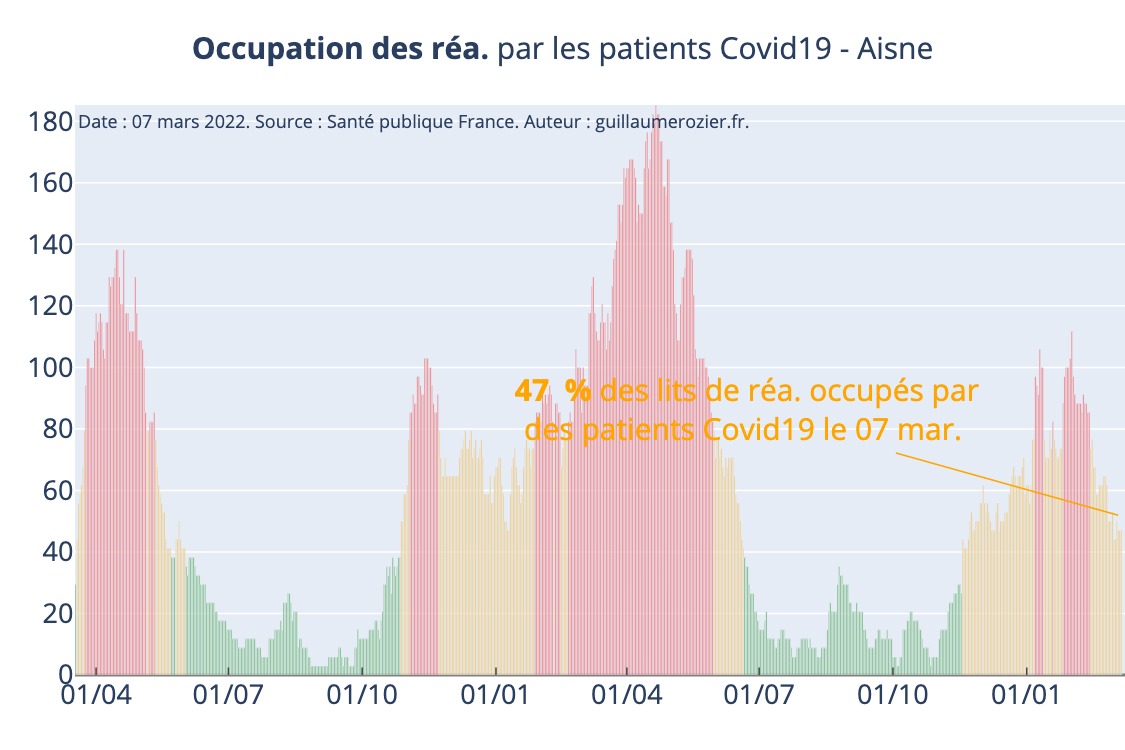 Occupation des réa. par les patients Covid19 - Aisne
180
Date : 07 mars 2022. Source : Santé publique France. Auteur : guillaumerozier.fr.
160
140
120
100
47 % des lits de réa. occupés par
des patients Covid19 le 07 mar.
80
60
40
20
0
01/04 01/07 01/10 01/01 01/04 01/07 01/10 01/01